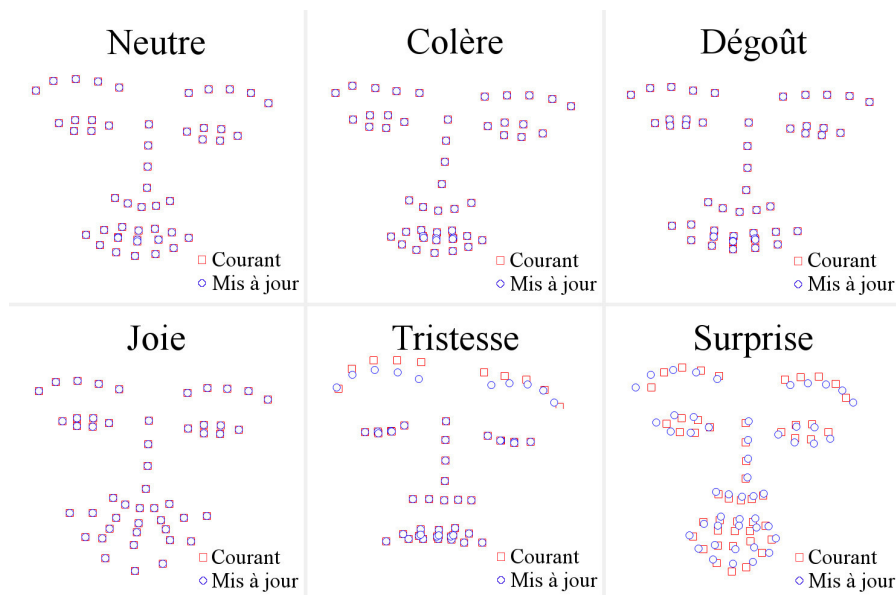 Neutre
Courant
Mis à jour
Colère
Courant
Mis à jour
Dégoût
Courant
Mis à jour
Joie
Courant
Mis à jour
Tristesse
Courant
Mis à jour
Surprise
Courant
Mis à jour